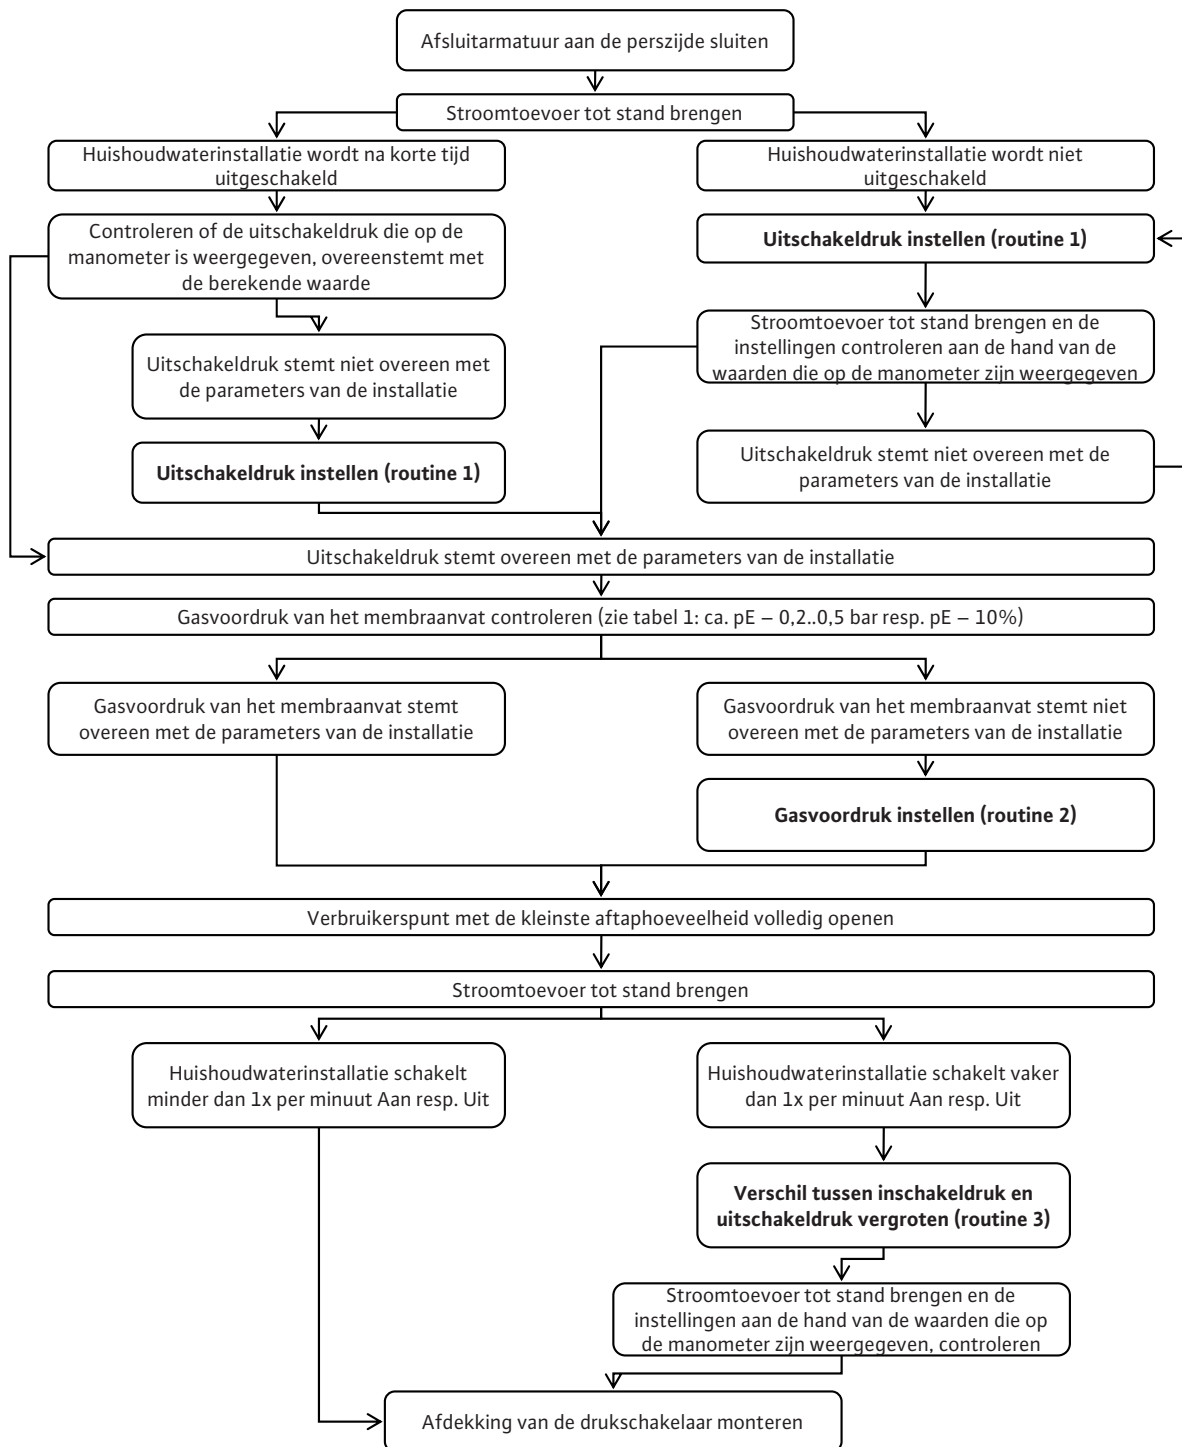 Afsluitarmatuur aan de perszijde sluiten
Stroomtoevoer tot stand brengen
Huishoudwaterinstallatie wordt na korte tijd
uitgeschakeld
Huishoudwaterinstallatie wordt niet
uitgeschakeld
Controleren of de uitschakeldruk die op de
manometer is weergegeven, overeenstemt met
de berekende waarde
Uitschakeldruk instellen (routine 1)
Stroomtoevoer tot stand brengen en de
instellingen controleren aan de hand van de
waarden die op de manometer zijn weergegeven
Uitschakeldruk stemt niet overeen met
de parameters van de installatie
Uitschakeldruk instellen (routine 1)
Uitschakeldruk stemt niet overeen met de
parameters van de installatie
Uitschakeldruk stemt overeen met de parameters van de installatie
Gasvoordruk van het membraanvat controleren (zie tabel 1: ca. pE – 0,2..0,5 bar resp. pE – 10%)
Gasvoordruk van het membraanvat stemt
overeen met de parameters van de installatie
Gasvoordruk van het membraanvat stemt niet
overeen met de parameters van de installatie
Gasvoordruk instellen (routine 2)
Verbruikerspunt met de kleinste aftaphoeveelheid volledig openen
Stroomtoevoer tot stand brengen
Huishoudwaterinstallatie schakelt
minder dan 1x per minuut Aan resp. Uit
Huishoudwaterinstallatie schakelt vaker
dan 1x per minuut Aan resp. Uit
Verschil tussen inschakeldruk en
uitschakeldruk vergroten (routine 3)
Stroomtoevoer tot stand brengen en de
instellingen aan de hand van de waarden die op
de manometer zijn weergegeven, controleren
Afdekking van de drukschakelaar monteren